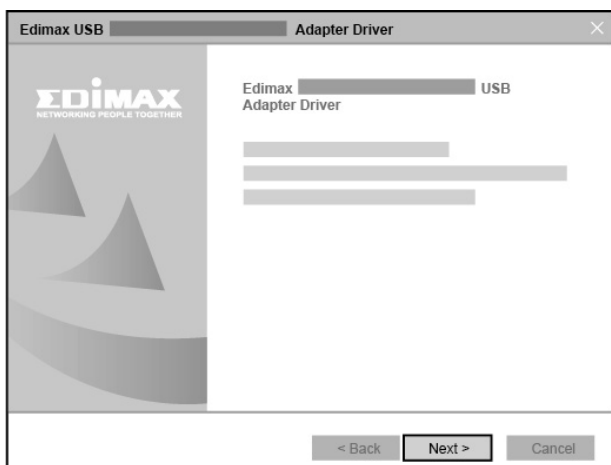 Edimax USB Adapter Driver
EDIMAX
NETWORKING PEOPLE TOGETHER
Edimax USB
Adapter Driver
< Back Next > Cancel